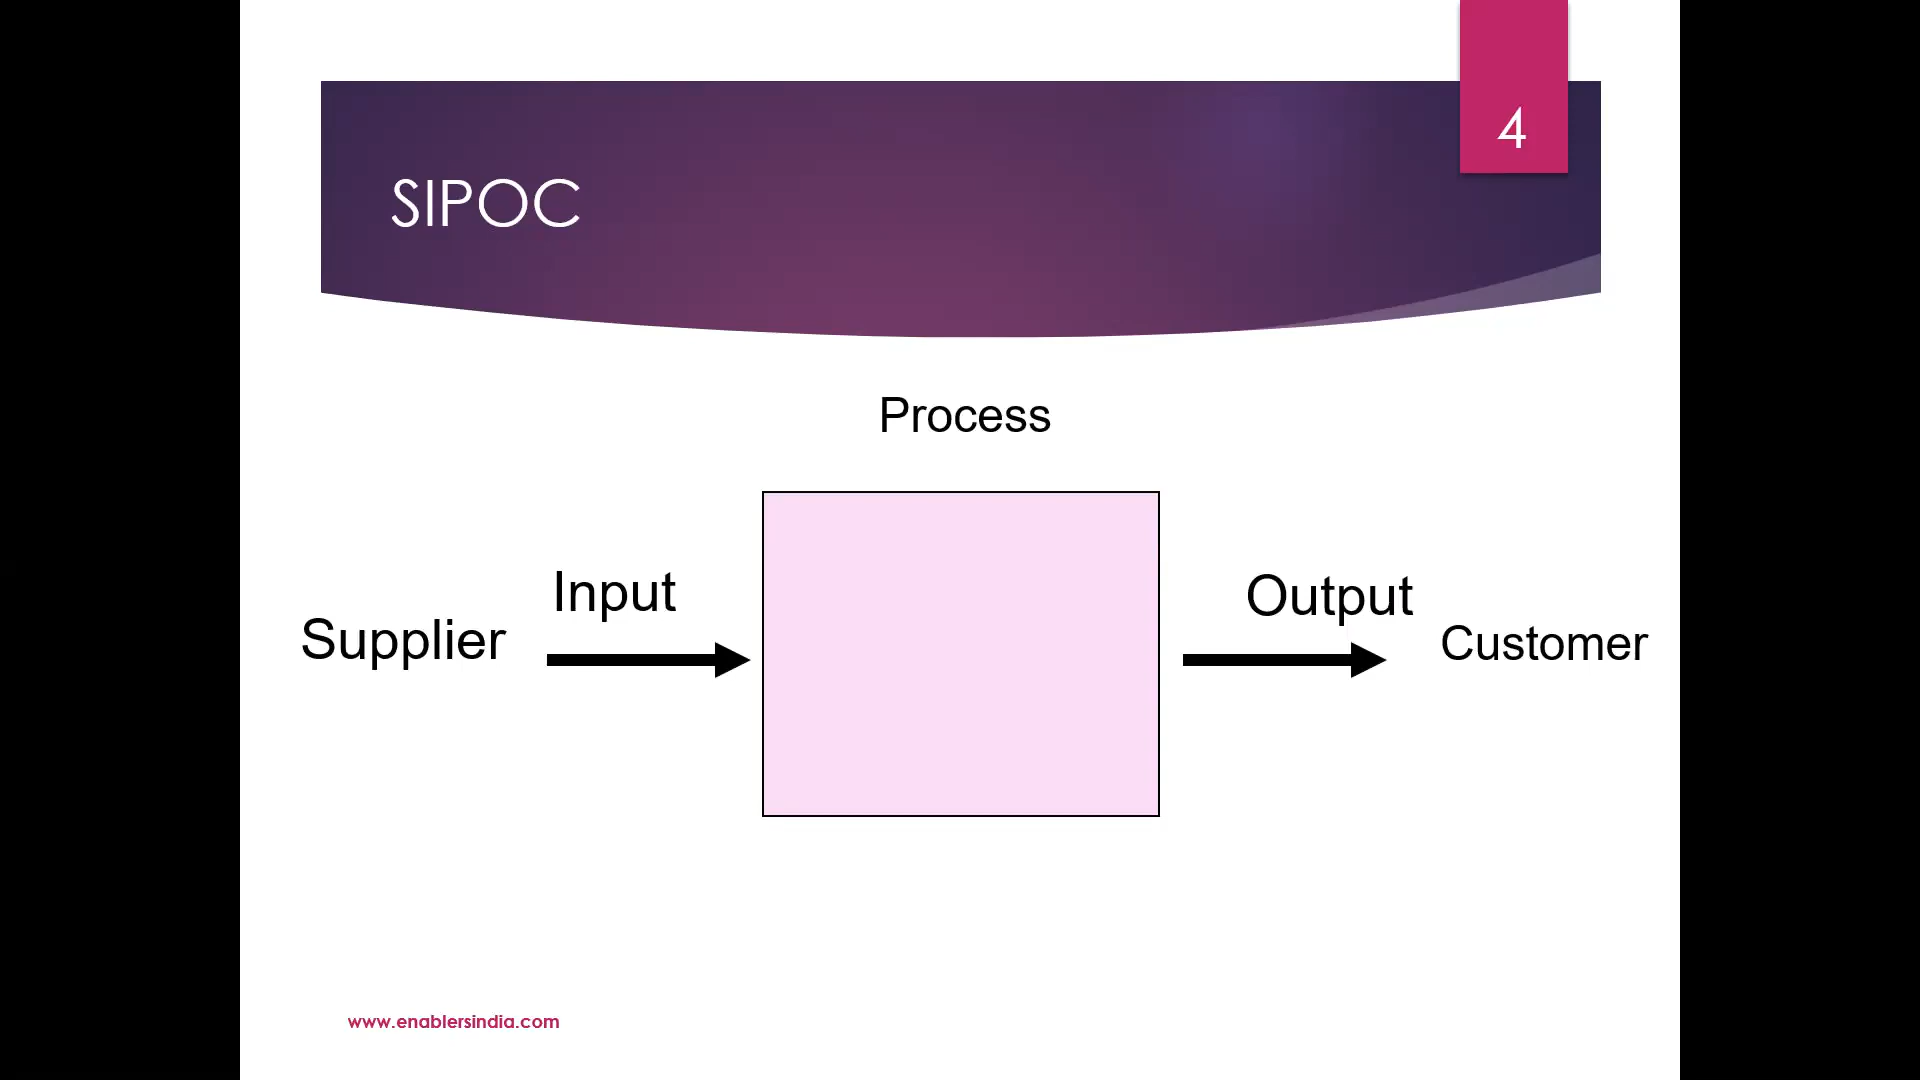 4
SIPOC
Process
Input
Supplier
Output
Customer
www.enablersindia.com